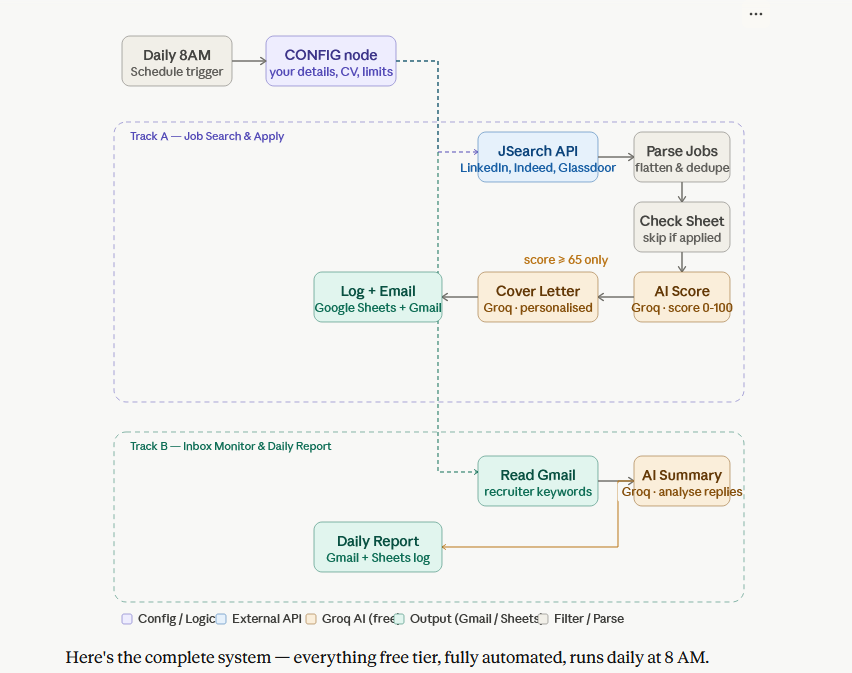 Daily 8AM
Schedule trigger
CONFIG node
your details, CV, limits
Track A — Job Search & Apply
JSearch API
LinkedIn, Indeed, Glassdoor
Parse Jobs
flatten & dedupe
Check Sheet
skip if applied
score ≥ 65 only
Log + Email
Google Sheets + Gmail
Cover Letter
Groq · personalised
AI Score
Groq · score 0-100
Track B — Inbox Monitor & Daily Report
Read Gmail
recruiter keywords
AI Summary
Groq · analyse replies
Daily Report
Gmail + Sheets log
Config / Logic
External API
Groq AI (free
Output (Gmail / Sheets
Filter / Parse
Here's the complete system — everything free tier, fully automated, runs daily at 8 AM.